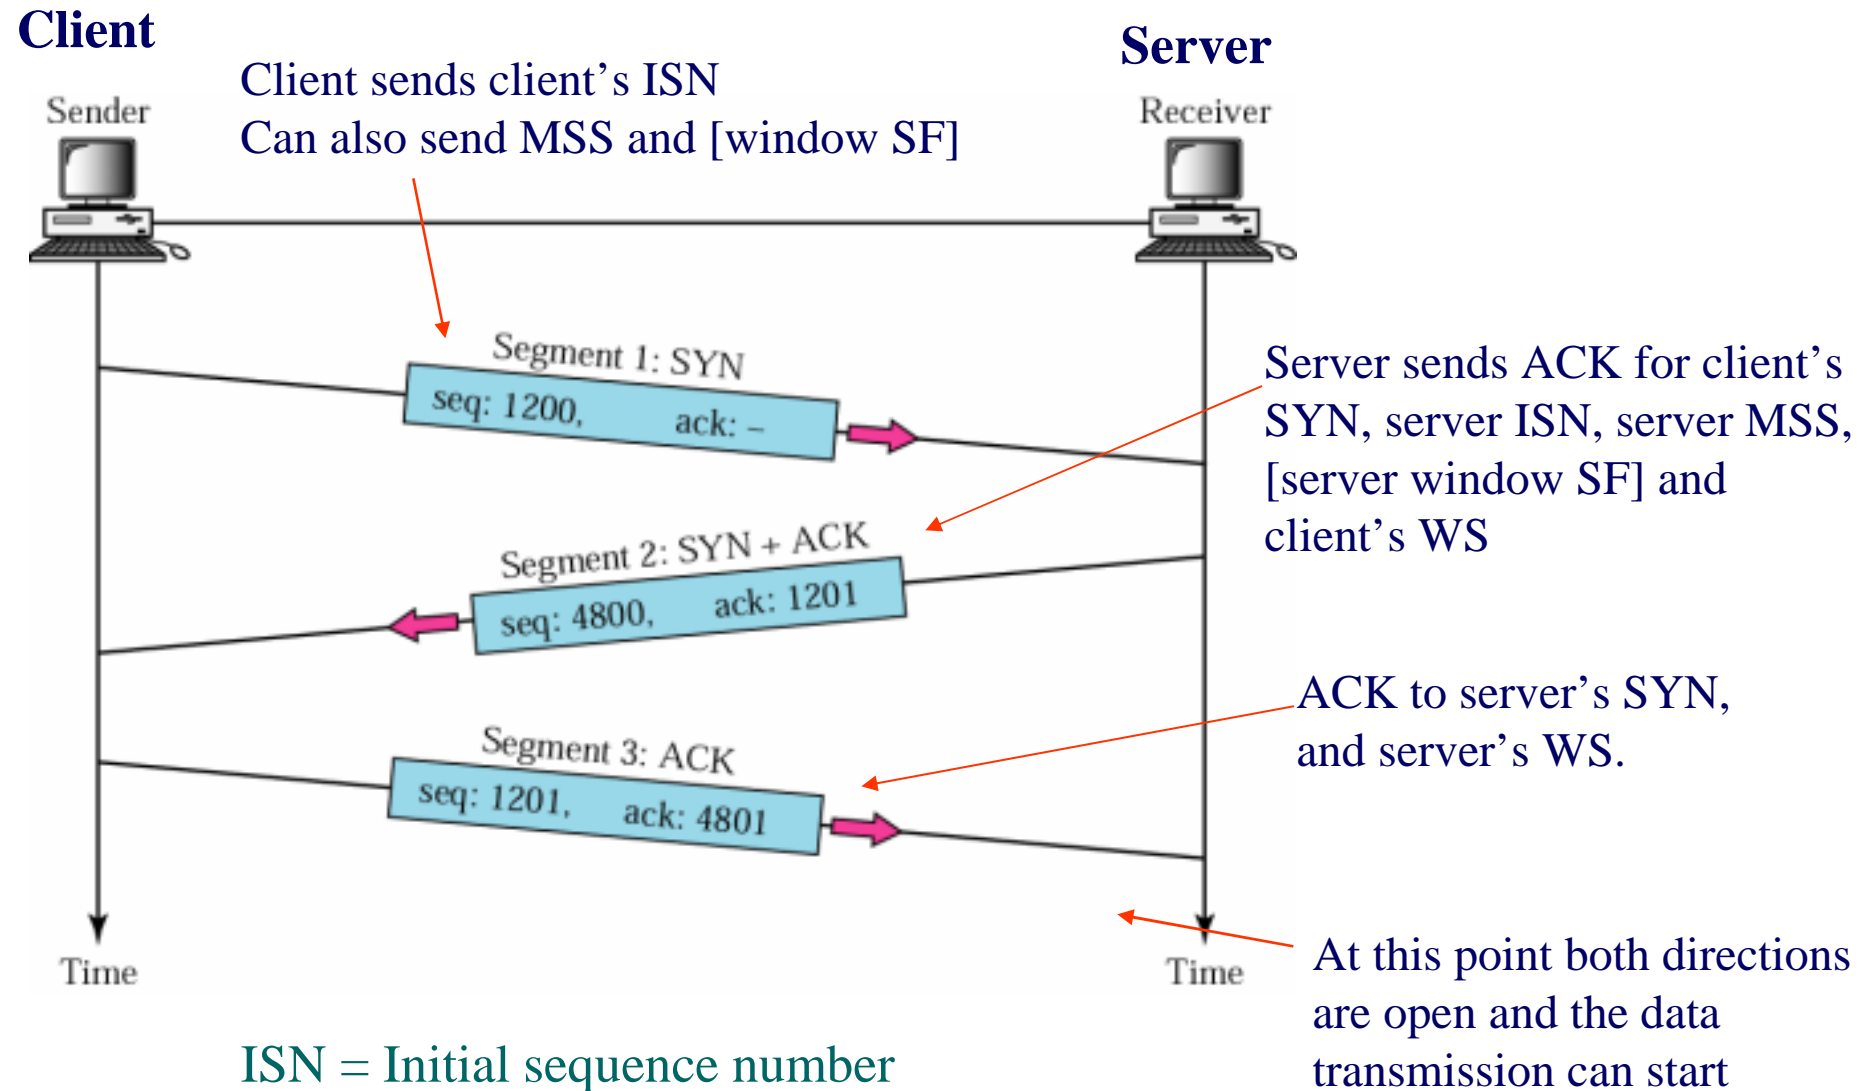 Client
Server
Client sends client's ISN
Can also send MSS and [window SF]
Sender
Receiver
Segment 1: SYN
seq: 1200, ack: –
Server sends ACK for client's
SYN, server ISN, server MSS,
[server window SF] and
client's WS
Segment 2: SYN + ACK
seq: 4800, ack: 1201
ACK to server's SYN,
and server's WS.
Segment 3: ACK
seq: 1201, ack: 4801
Time
Time
At this point both directions
are open and the data
transmission can start
ISN = Initial sequence number